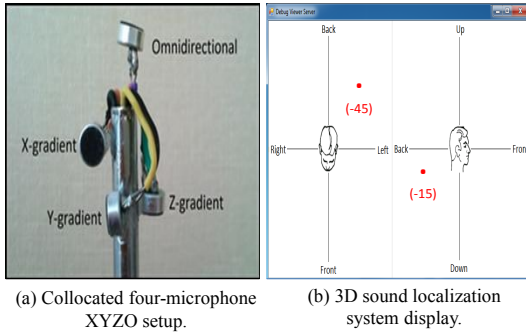 Omnidirectional
X-gradient
Y-gradient
Z-gradient
(a) Collocated four-microphone
XYZO setup.
Debug Viewer Server
Back
Up
(-45)
Right
Left
Back
Front
(-15)
Front
Down
(b) 3D sound localization
system display.